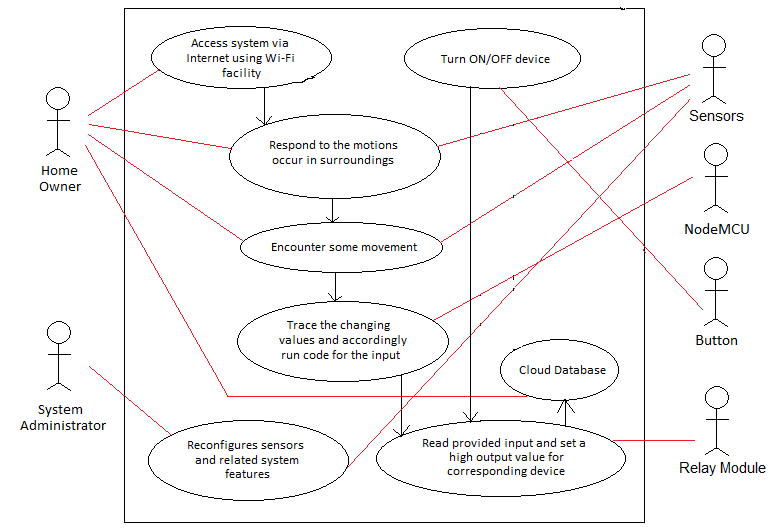 Access system via
Internet using Wi-Fi
facility
Turn ON/OFF device
Sensors
Home
Owner
Respond to the motions
occur in surroundings
NodeMCU
Encounter some movement
Trace the changing
values and accordingly
run code for the input
Button
Cloud Database
System
Administrator
Reconfigures sensors
and related system
features
Read provided input and set a
high output value for
corresponding device
Relay Module